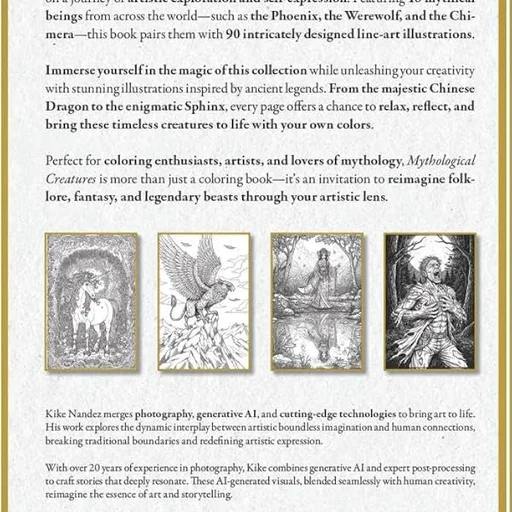 on a journey of artistic exploration and self-expression. Featuring 18 mythical
beings from across the world—such as the Phoenix, the Werewolf, and the Chi-
mera—this book pairs them with 90 intricately designed line-art illustrations.
Immerse yourself in the magic of this collection while unleashing your creativity
with stunning illustrations inspired by ancient legends. From the majestic Chinese
Dragon to the enigmatic Sphinx, every page offers a chance to relax, reflect, and
bring these timeless creatures to life with your own colors.
Perfect for coloring enthusiasts, artists, and lovers of mythology, Mythological
Creatures is more than just a coloring book—it's an invitation to reimagine folk-
lore, fantasy, and legendary beasts through your artistic lens.
Kike Nandez merges photography, generative AI, and cutting-edge technologies to bring art to life.
His work explores the dynamic interplay between artistic boundless imagination and human connections,
breaking traditional boundaries and redefining artistic expression.
With over 20 years of experience in photography, Kike combines generative AI and expert post-processing
to craft stories that deeply resonate. These AI-generated visuals, blended seamlessly with human creativity,
reimagine the essence of art and storytelling.